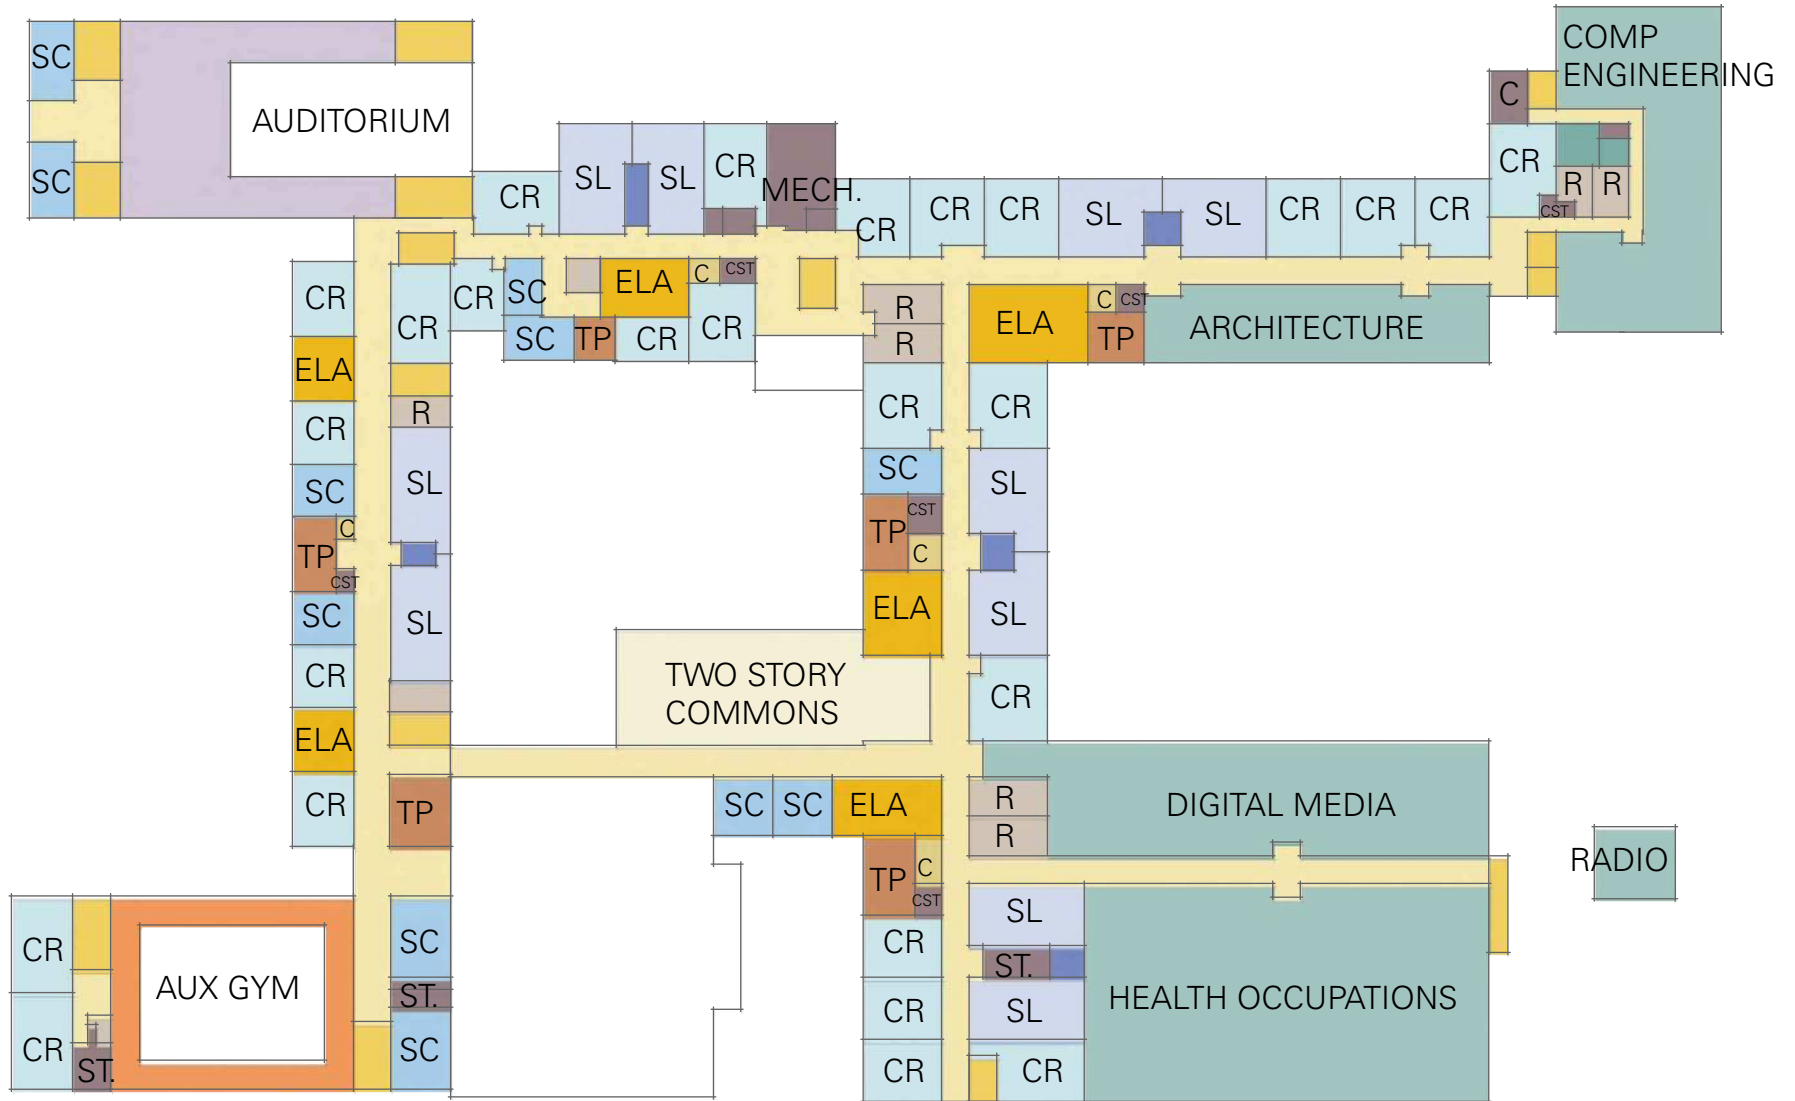 COMP
ENGINEERING
SC
AUDITORIUM
C
SC
CR
SL
SL
CR
MECH.
CR
CR
CR
SL
SL
CR
CR
CR
CR
R
R
CST
CR
ELA
CR
SC
TP
C
CST
SC
CR
ELA
CR
R
SL
SL
TP
CR
SC
SC
TP
ELA
CR
C
CST
CR
R
R
ELA
C
CST
TP
ARCHITECTURE
CR
SC
TP
CST
C
ELA
CR
SL
SL
CR
TWO STORY
COMMONS
SC
SC
ELA
R
R
DIGITAL MEDIA
RADIO
TP
C
CST
CR
CR
CR
SL
ST.
SL
CR
HEALTH OCCUPATIONS
CR
CR
ST.
AUX GYM
SC
ST.
SC